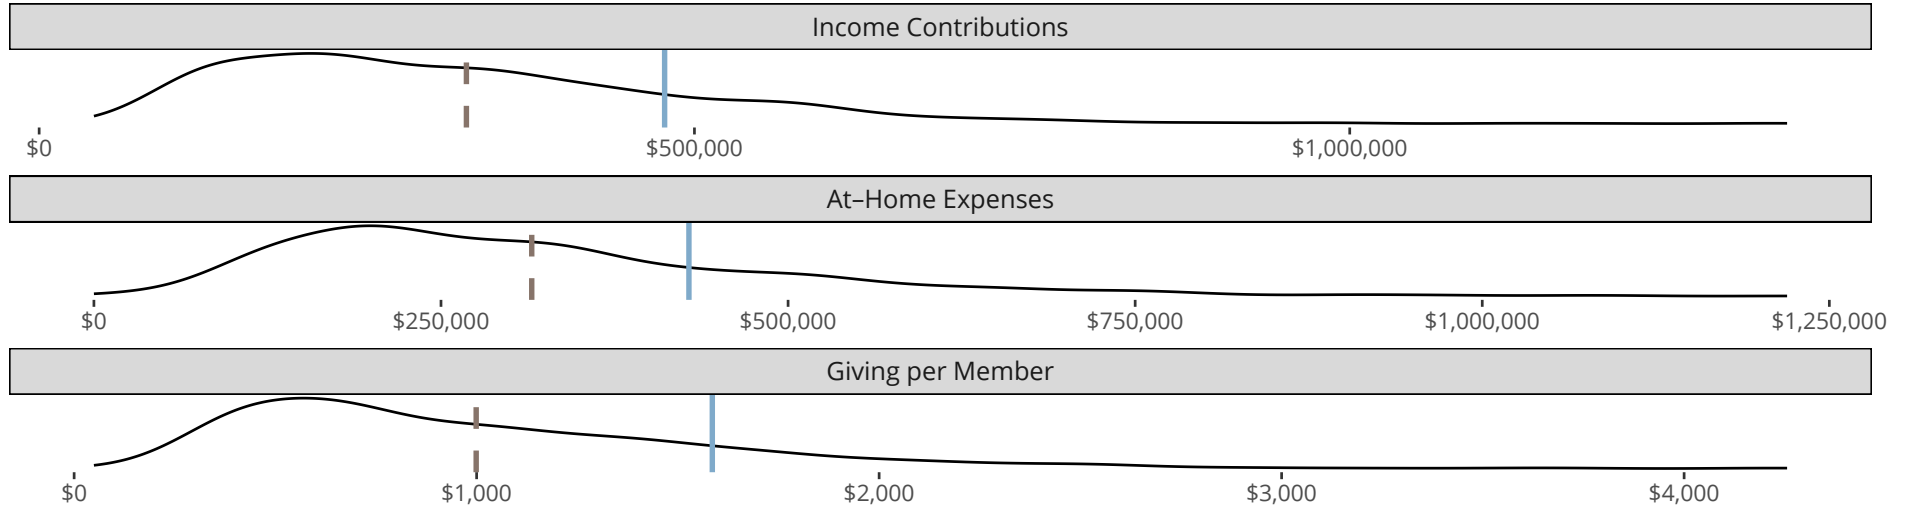 Income Contributions
$0 $500,000 $1,000,000
At–Home Expenses
$0 $250,000 $500,000 $750,000 $1,000,000 $1,250,000
Giving per Member
$0 $1,000 $2,000 $3,000 $4,000